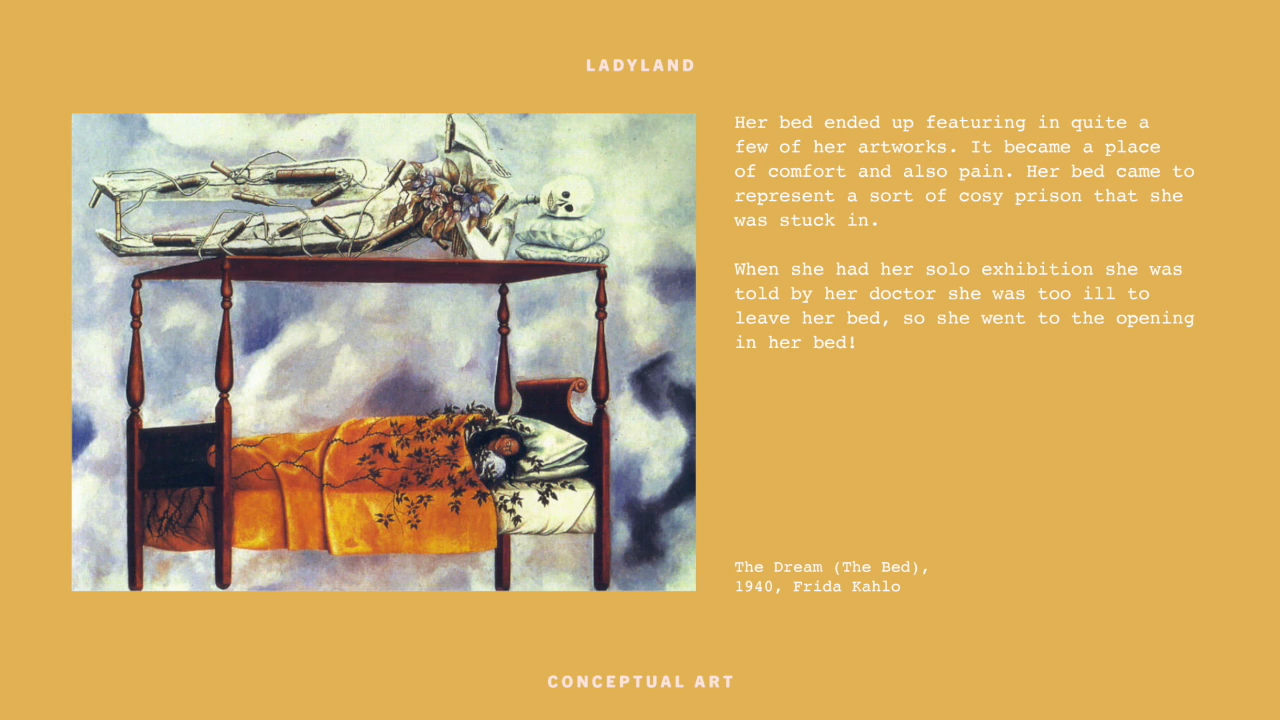 LADYLAND
Her bed ended up featuring in quite a
few of her artworks. It became a place
of comfort and also pain. Her bed came to
represent a sort of cosy prison that she
was stuck in.
When she had her solo exhibition she was
told by her doctor she was too ill to
leave her bed, so she went to the opening
in her bed!
The Dream (The Bed),
1940, Frida Kahlo
CONCEPTUAL ART